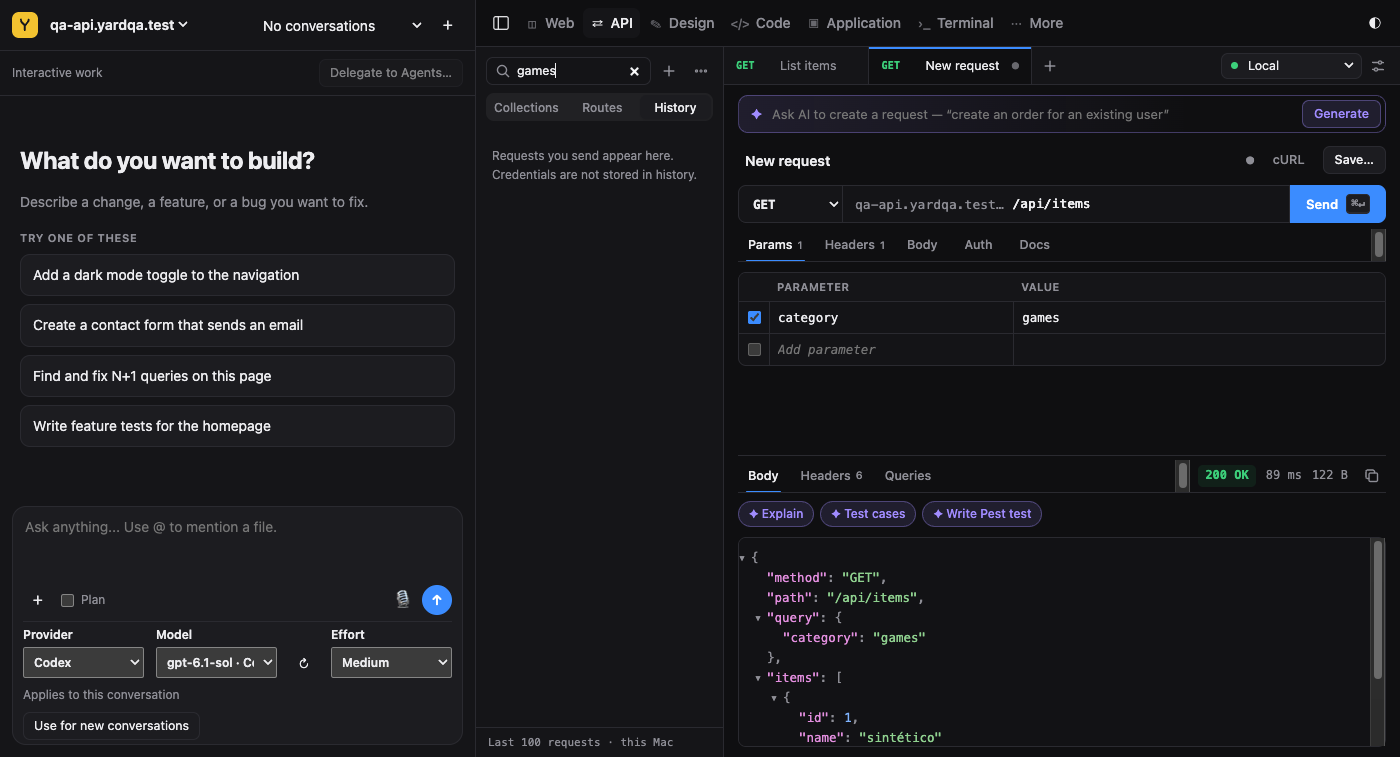 Y qa-api.yardqa.test
No conversations
+
Interactive work
Delegate to Agents...
What do you want to build?
Describe a change, a feature, or a bug you want to fix.
TRY ONE OF THESE
Add a dark mode toggle to the navigation
Create a contact form that sends an email
Find and fix N+1 queries on this page
Write feature tests for the homepage
Ask anything... Use @ to mention a file.
+ Plan
Provider Model Effort
Codex gpt-6.1-sol · Medium
Applies to this conversation
Use for new conversations
Web API Design </> Code Application >_ Terminal ··· More
games
Collections Routes History
Requests you send appear here.
Credentials are not stored in history.
Last 100 requests · this Mac
GET List items GET New request +
Local
Ask AI to create a request — “create an order for an existing user”
Generate
New request
cURL Save...
GET qa-api.yardqa.test… /api/items
Send ⌘↵
Params 1 Headers 1 Body Auth Docs
PARAMETER VALUE
category games
Add parameter
Body Headers 6 Queries
200 OK 89 ms 122 B
Explain Test cases Write Pest test
{
"method": "GET",
"path": "/api/items",
"query": {
"category": "games"
},
"items": [
{
"id": 1,
"name": "sintético"